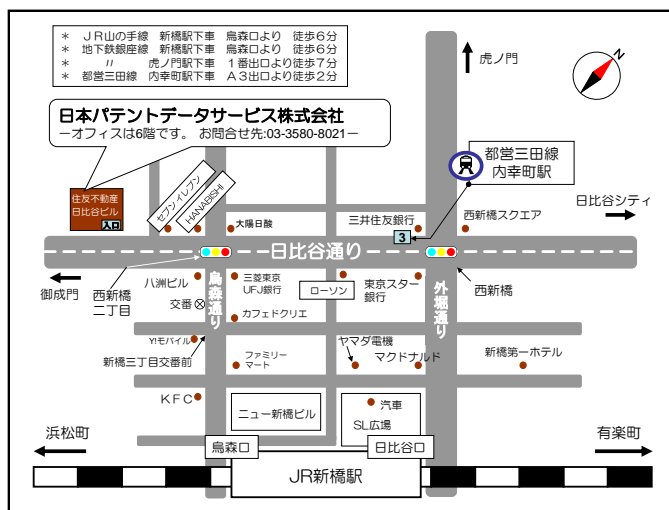 * JR山の手線 新橋駅下車 烏森口より 徒歩6分
* 地下鉄銀座線 新橋駅下車 烏森口より 徒歩6分
* 〃 虎ノ門駅下車 1番出口より徒歩7分
* 都営三田線 内幸町駅下車 A3出口より徒歩2分
N
虎ノ門
日本パテントデータサービス株式会社
−オフィスは6階です。 お問合せ先:03-3580-8021−
都営三田線
内幸町駅
住友不動産
日比谷ビル
入口
セブンイレブン
HANABISHI
大陽日酸
三井住友銀行
3
西新橋スクエア
日比谷シティ
日比谷通り
御成門
西新橋
二丁目
八洲ビル
交番
烏森通り
三菱東京
UFJ銀行
ローソン
東京スター
銀行
外堀通り
西新橋
カフェドクリエ
Y!モバイル
新橋三丁目交番前
ファミリー
マート
ヤマダ電機
マクドナルド
新橋第一ホテル
KFC
ニュー新橋ビル
汽車
SL広場
浜松町
烏森口
日比谷口
有楽町
JR新橋駅